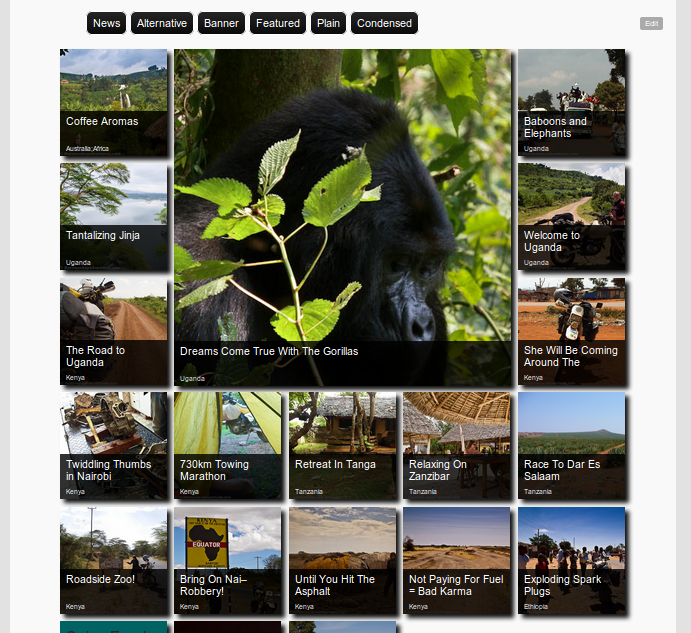 News Alternative Banner Featured Plain Condensed Edit
Coffee Aromas
Australia, Africa
Baboons and
Elephants
Uganda
Tantalizing Jinja
Uganda
Welcome to
Uganda
Uganda
The Road to
Uganda
Kenya
Dreams Come True With The Gorillas
Uganda
She Will Be Coming
Around The
Kenya
Twiddling Thumbs
in Nairobi
Kenya
730km Towing
Marathon
Kenya
Retreat In Tanga
Tanzania
Relaxing On
Zanzibar
Tanzania
Race To Dar Es
Salaam
Tanzania
Roadside Zoo!
Kenya
KENYA
EQUATOR
Bring On Nai–
Robbery!
Kenya
Until You Hit The
Asphalt
Kenya
Not Paying For Fuel
= Bad Karma
Kenya
Exploding Spark
Plugs
Ethiopia